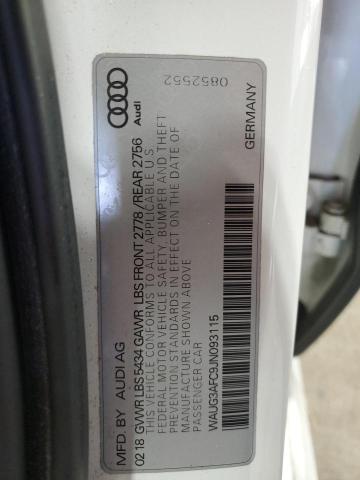 Audi
MFD. BY AUDI AG
02 18 GVWR LBS 5434 GAWR LBS FRONT 2778 /REAR 2756
THIS VEHICLE CONFORMS TO ALL APPLICABLE U.S.
FEDERAL MOTOR VEHICLE SAFETY, BUMPER AND THEFT
PREVENTION STANDARDS IN EFFECT ON THE DATE OF
MANUFACTURE SHOWN ABOVE
PASSENGER CAR
WAUG3AFC9JN093115
0852552
GERMANY